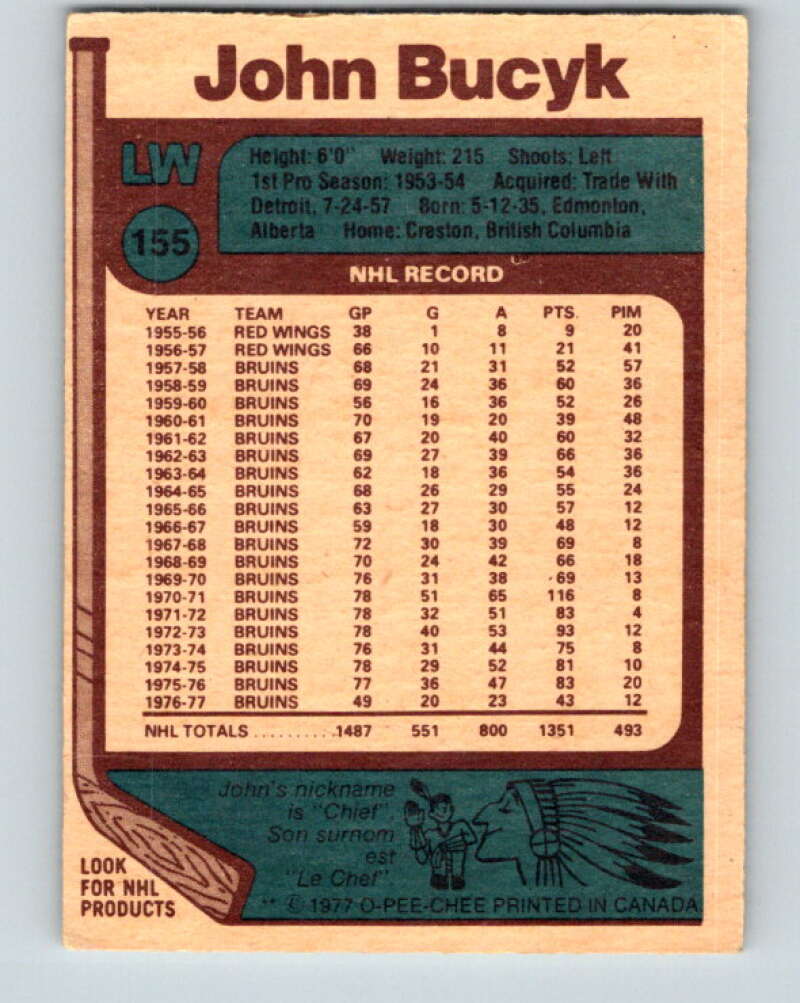 John Bucyk
LW
155
Height: 6'0" Weight: 215 Shoots: Left
1st Pro Season: 1953-54 Acquired: Trade With
Detroit, 7-24-57 Born: 5-12-35, Edmonton,
Alberta Home: Creston, British Columbia
NHL RECORD
YEAR TEAM GP G A PTS. PIM
1955-56 RED WINGS 38 1 8 9 20
1956-57 RED WINGS 66 10 11 21 41
1957-58 BRUINS 68 21 31 52 57
1958-59 BRUINS 69 24 36 60 36
1959-60 BRUINS 56 16 36 52 26
1960-61 BRUINS 70 19 20 39 48
1961-62 BRUINS 67 20 40 60 32
1962-63 BRUINS 69 27 39 66 36
1963-64 BRUINS 62 18 36 54 36
1964-65 BRUINS 68 26 29 55 24
1965-66 BRUINS 63 27 30 57 12
1966-67 BRUINS 59 18 30 48 12
1967-68 BRUINS 72 30 39 69 8
1968-69 BRUINS 70 24 42 66 18
1969-70 BRUINS 76 31 38 69 13
1970-71 BRUINS 78 51 65 116 8
1971-72 BRUINS 78 32 51 83 4
1972-73 BRUINS 78 40 53 93 12
1973-74 BRUINS 76 31 44 75 8
1974-75 BRUINS 78 29 52 81 10
1975-76 BRUINS 77 36 47 83 20
1976-77 BRUINS 49 20 23 43 12
NHL TOTALS ..........1487 551 800 1351 493
John's nickname
is "Chief".
Son surnom
est
"Le Chef".
LOOK
FOR NHL
PRODUCTS
** © 1977 O-PEE-CHEE PRINTED IN CANADA